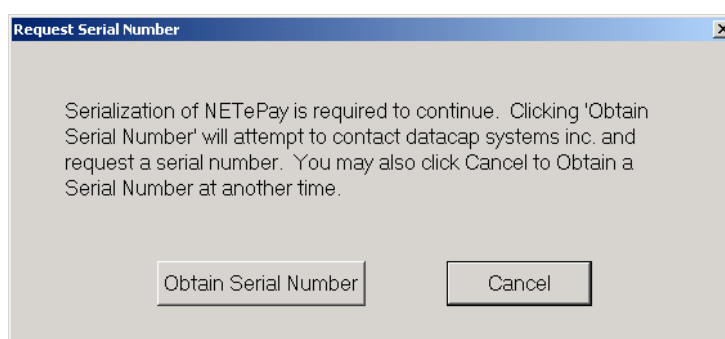 Request Serial Number
Serialization of NETePay is required to continue. Clicking 'Obtain
Serial Number' will attempt to contact datacap systems inc. and
request a serial number. You may also click Cancel to Obtain a
Serial Number at another time.
Obtain Serial Number
Cancel